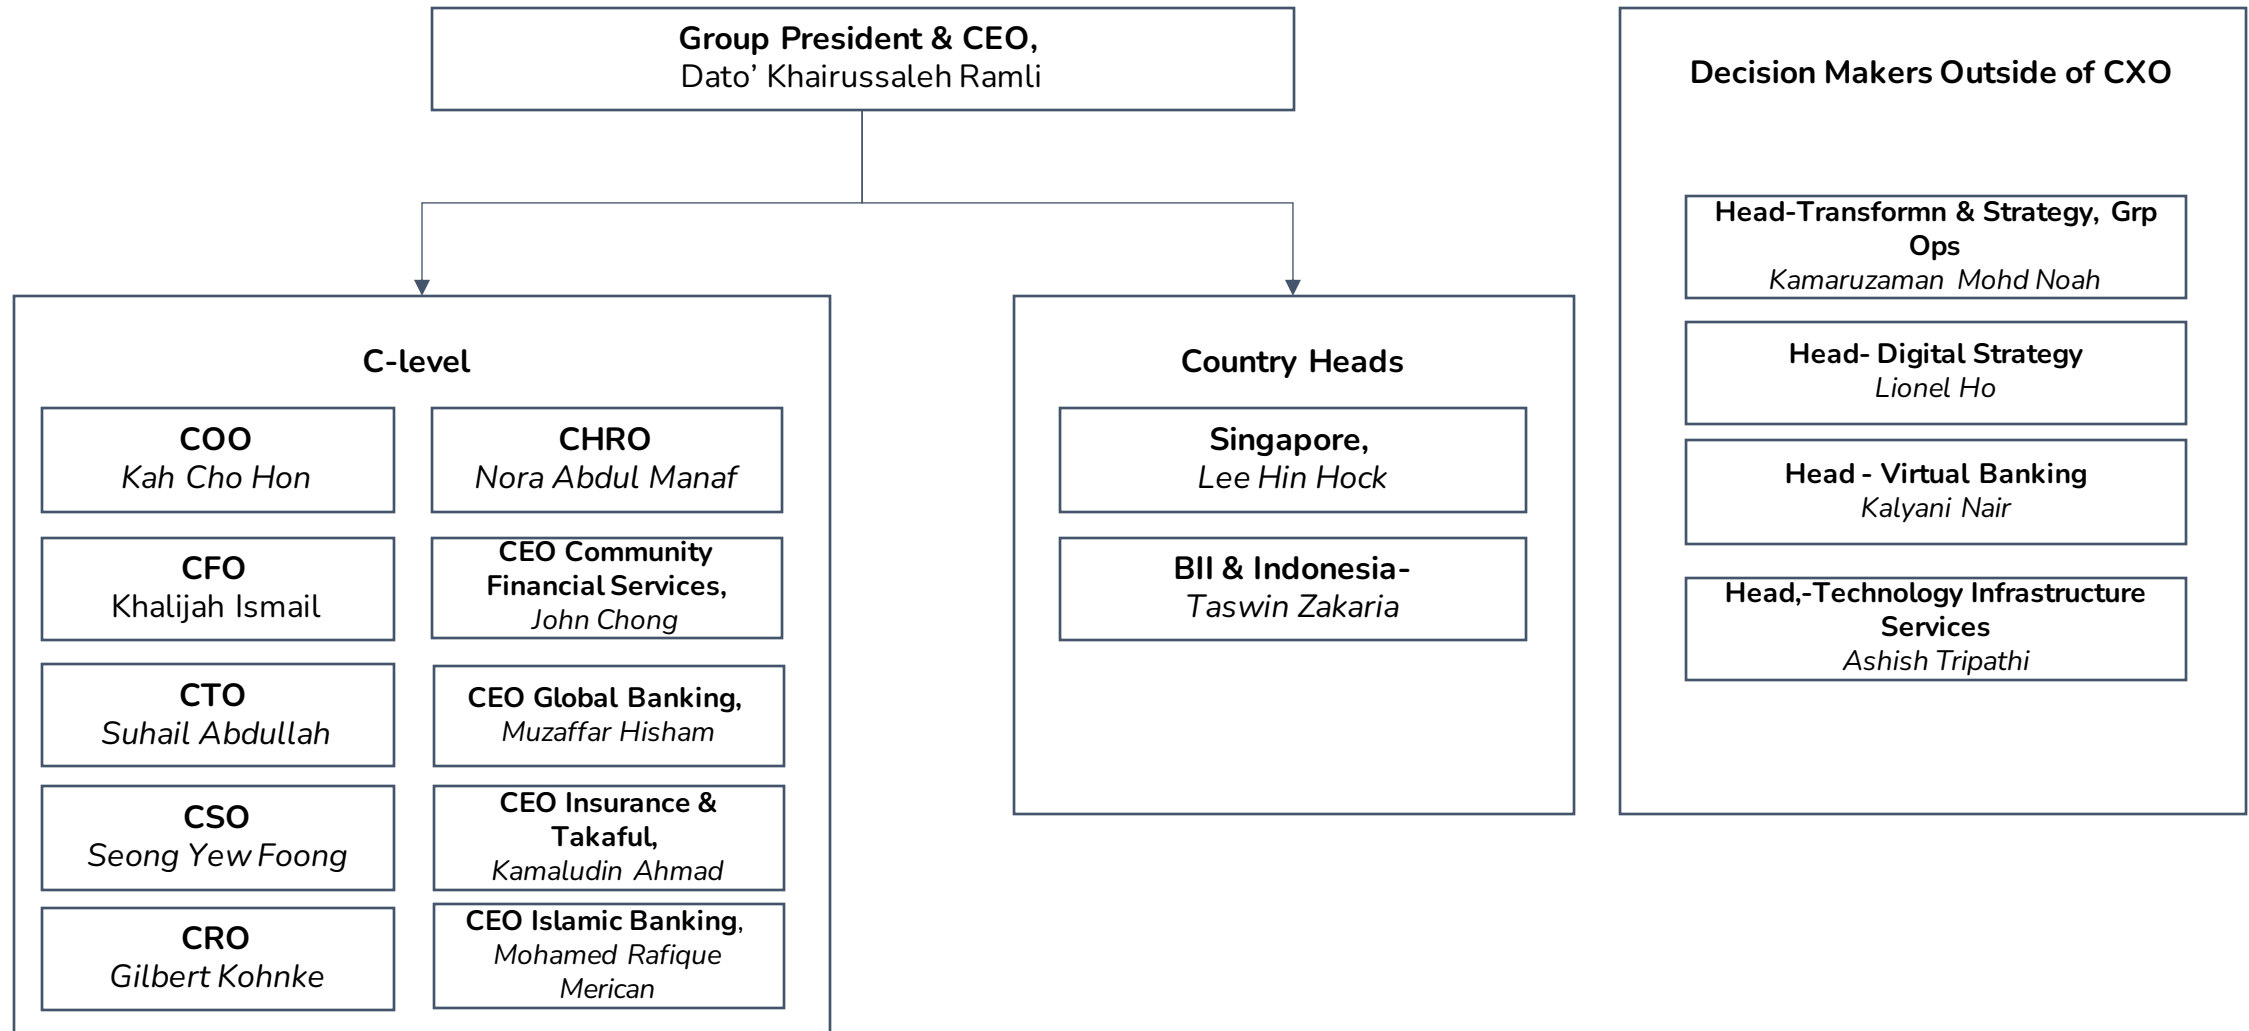 Group President & CEO,
Dato’ Khairussaleh Ramli
C-level
COO
Kah Cho Hon
CHRO
Nora Abdul Manaf
CFO
Khalijah Ismail
CEO Community
Financial Services,
John Chong
CTO
Suhail Abdullah
CEO Global Banking,
Muzaffar Hisham
CSO
Seong Yew Foong
CEO Insurance &
Takaful,
Kamaludin Ahmad
CRO
Gilbert Kohnke
CEO Islamic Banking,
Mohamed Rafique
Merican
Country Heads
Singapore,
Lee Hin Hock
BII & Indonesia-
Taswin Zakaria
Decision Makers Outside of CXO
Head-Transformn & Strategy, Grp
Ops
Kamaruzaman Mohd Noah
Head- Digital Strategy
Lionel Ho
Head - Virtual Banking
Kalyani Nair
Head,-Technology Infrastructure
Services
Ashish Tripathi